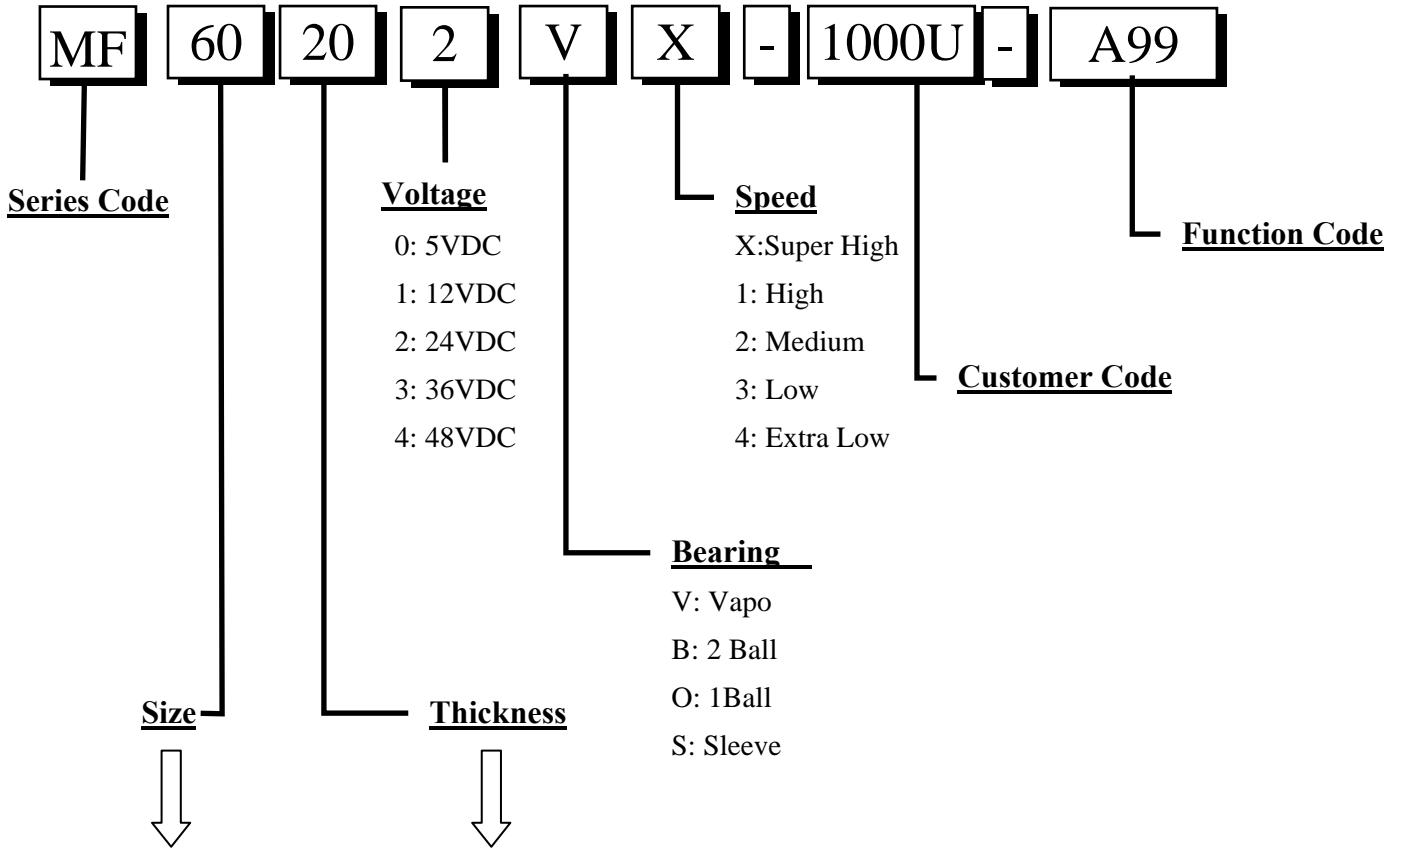 MF 60 20 2 V X - 1000U - A99
Series Code
Voltage
0: 5VDC
1: 12VDC
2: 24VDC
3: 36VDC
4: 48VDC
Speed
X:Super High
1: High
2: Medium
3: Low
4: Extra Low
Function Code
Customer Code
Bearing
V: Vapo
B: 2 Ball
O: 1Ball
S: Sleeve
Size
Thickness